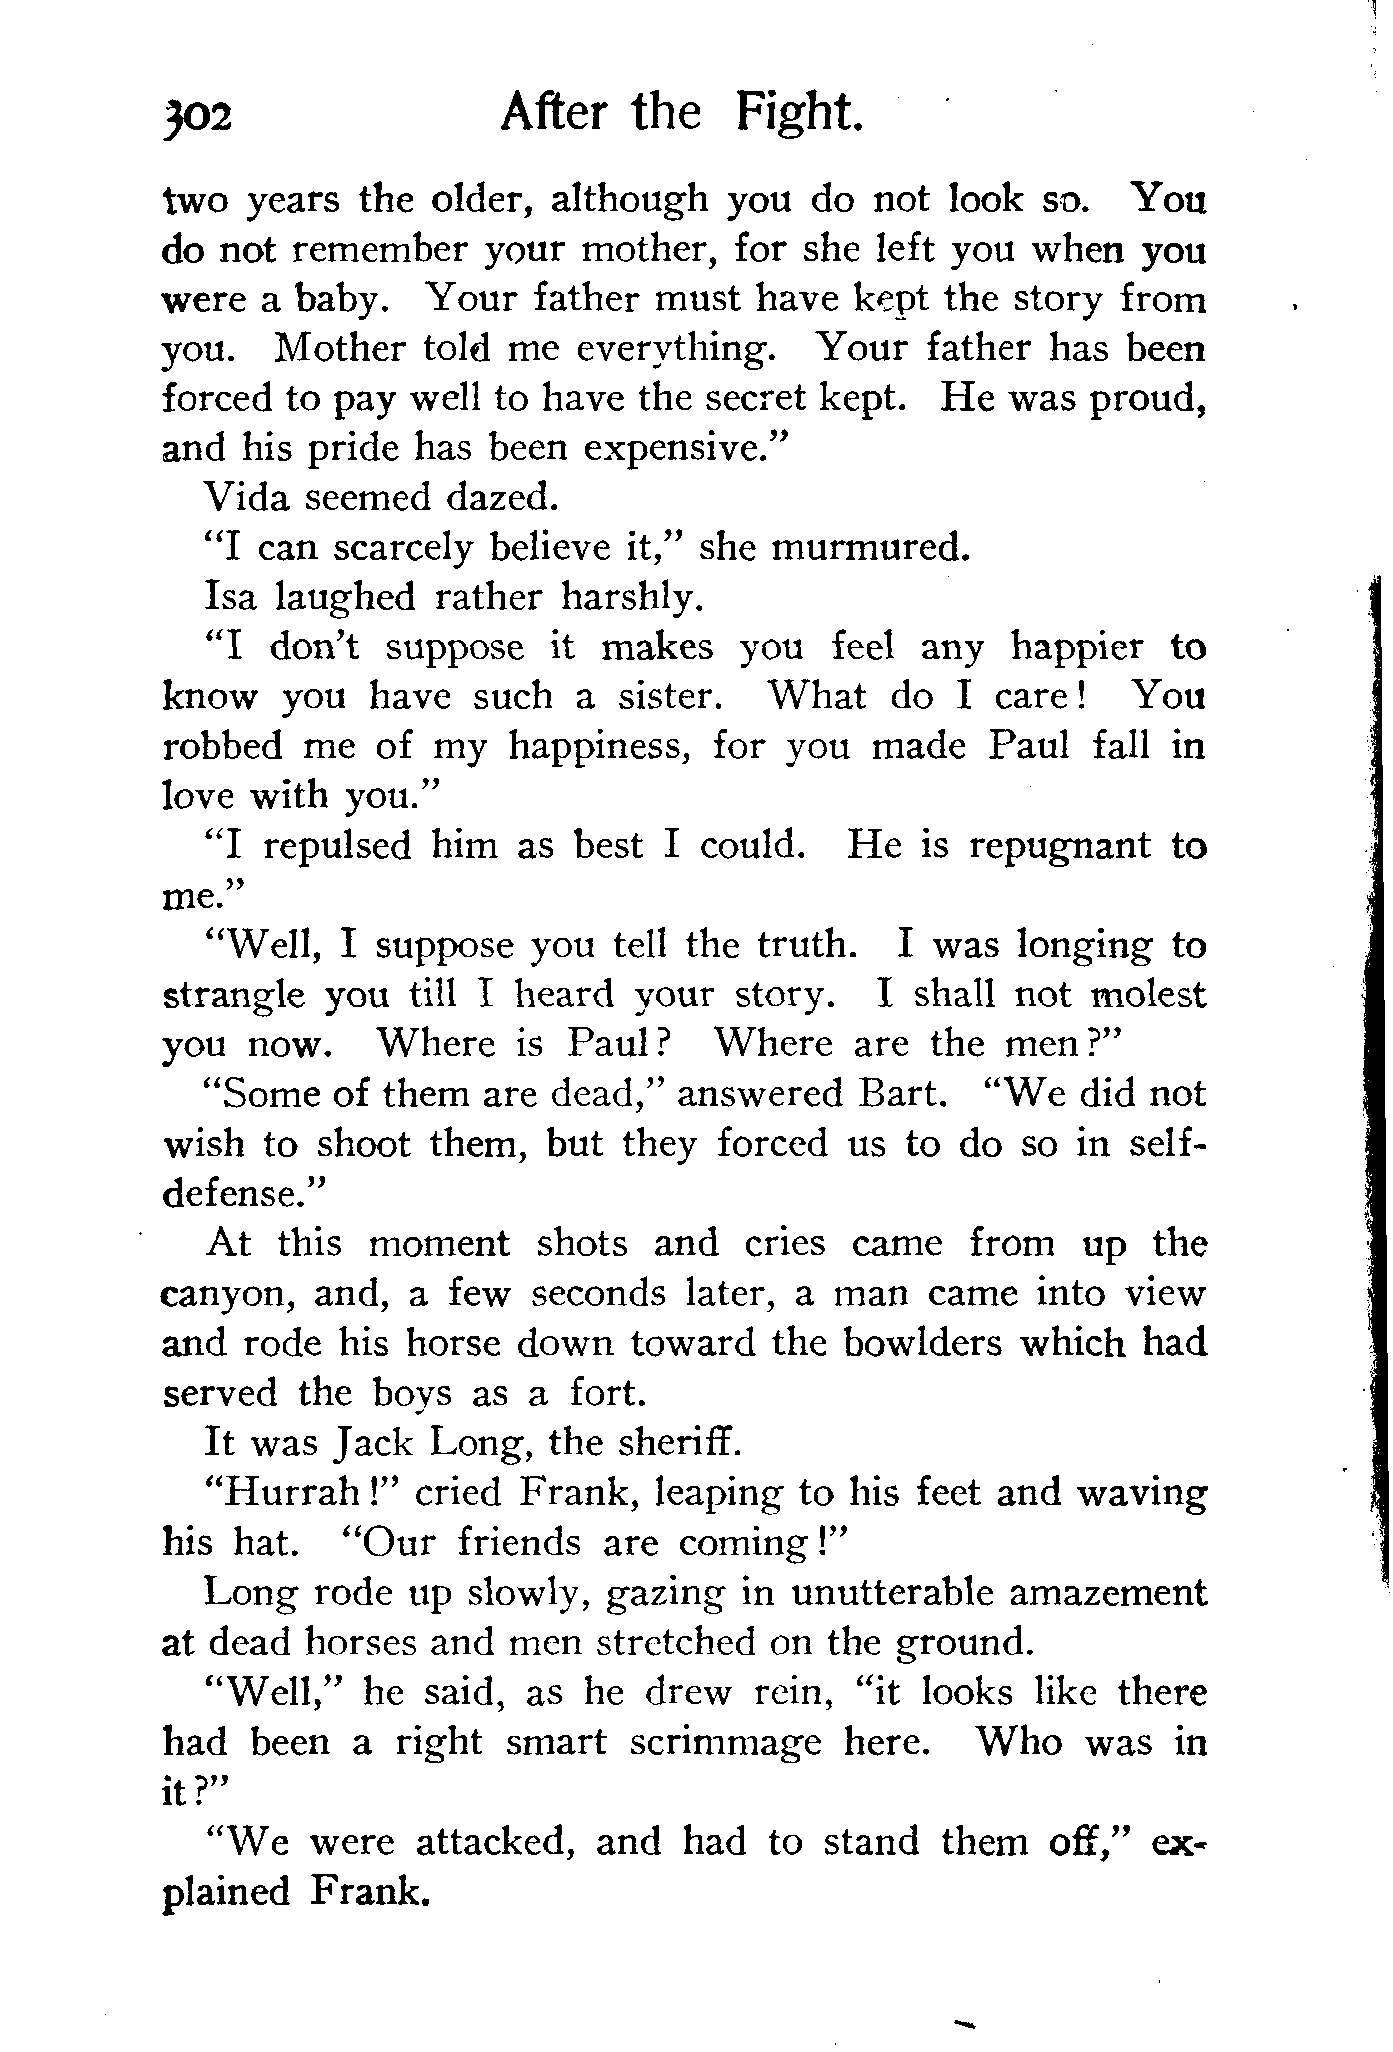 302 After the Fight.
two years the older, although you do not look so. You
do not remember your mother, for she left you when you
were a baby. Your father must have kept the story from
you. Mother told me everything. Your father has been
forced to pay well to have the secret kept. He was proud,
and his pride has been expensive.”
Vida seemed dazed.
“I can scarcely believe it,” she murmured.
Isa laughed rather harshly.
“I don’t suppose it makes you feel any happier to
know you have such a sister. What do I care! You
robbed me of my happiness, for you made Paul fall in
love with you.”
“I repulsed him as best I could. He is repugnant to
me.”
“Well, I suppose you tell the truth. I was longing to
strangle you till I heard your story. I shall not molest
you now. Where is Paul? Where are the men?”
“Some of them are dead,” answered Bart. “We did not
wish to shoot them, but they forced us to do so in self-
defense.”
At this moment shots and cries came from up the
canyon, and, a few seconds later, a man came into view
and rode his horse down toward the bowlders which had
served the boys as a fort.
It was Jack Long, the sheriff.
“Hurrah!” cried Frank, leaping to his feet and waving
his hat. “Our friends are coming!”
Long rode up slowly, gazing in unutterable amazement
at dead horses and men stretched on the ground.
“Well,” he said, as he drew rein, “it looks like there
had been a right smart scrimmage here. Who was in
it?”
“We were attacked, and had to stand them off,” ex-
plained Frank.